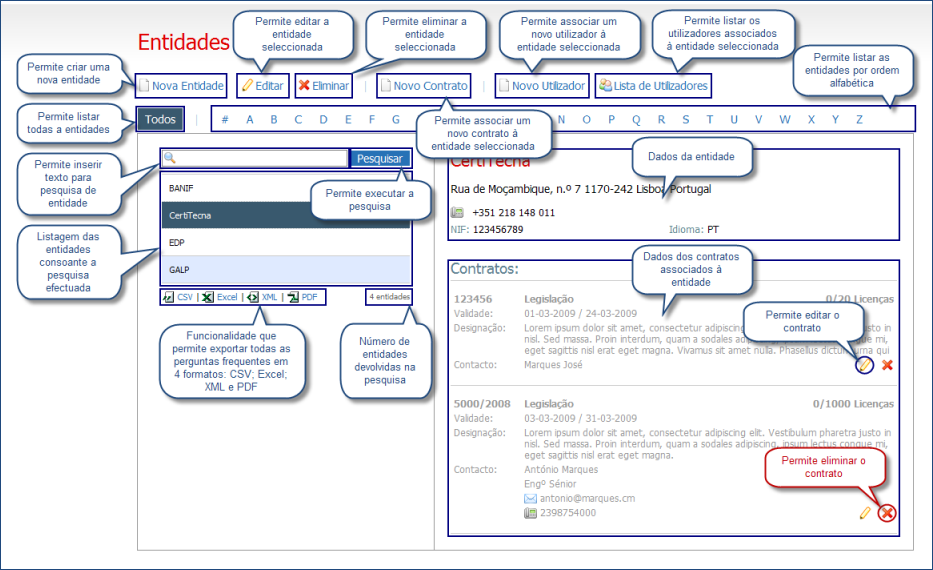 Entidades
Permite editar a
entidade
seleccionada
Permite eliminar a
entidade
seleccionada
Permite associar um
novo utilizador à
entidade seleccionada
Permite listar os
utilizadores associados
à entidade seleccionada
Permite criar uma
nova entidade
Permite listar as
entidades por ordem
alfabética
Nova Entidade
Editar
Eliminar
|
Novo Contrato
|
Novo Utilizador
Lista de Utilizadores
Permite listar
todas a entidades
Todos
|
# A B C D E F G
N O P Q R S T U V W X Y Z
Permite associar um
novo contrato à
entidade seleccionada
Permite inserir
texto para
pesquisa de
entidade
Pesquisar
Permite executar a
pesquisa
BANIF
CertiTecna
EDP
GALP
Listagem das
entidades
consoante a
pesquisa
efectuada
CSV | Excel | XML | PDF
4 entidades
Funcionalidade que
permite exportar todas as
perguntas frequentes em
4 formatos: CSV; Excel;
XML e PDF
Número de
entidades
devolvidas na
pesquisa
CertiTecna
Dados da entidade
Rua de Moçambique, n.º 7 1170-242 Lisboa Portugal
+351 218 148 011
NIF: 123456789
Idioma: PT
Contratos:
Dados dos contratos
associados à
entidade
123456 Legislação 0/20 Licenças
Validade: 01-03-2009 / 24-03-2009
Permite editar o
contrato
Designação: Lorem ipsum dolor sit amet, consectetur adipiscing justo in
nisl. Sed massa. Proin interdum, quam a sodales adipiscing mi,
eget sagittis nisl erat eget magna. Vivamus sit amet nulla. Phasellus dictum urna qui
Contacto: Marques José
5000/2008 Legislação 0/1000 Licenças
Validade: 03-03-2009 / 31-03-2009
Designação: Lorem ipsum dolor sit amet, consectetur adipiscing elit. Vestibulum pharetra justo in
nisl. Sed massa. Proin interdum, quam a sodales adipiscing, ipsum lectus congue mi,
eget sagittis nisl erat eget magna.
Permite eliminar o
contrato
Contacto: António Marques
Engº Sénior
antonio@marques.cm
2398754000